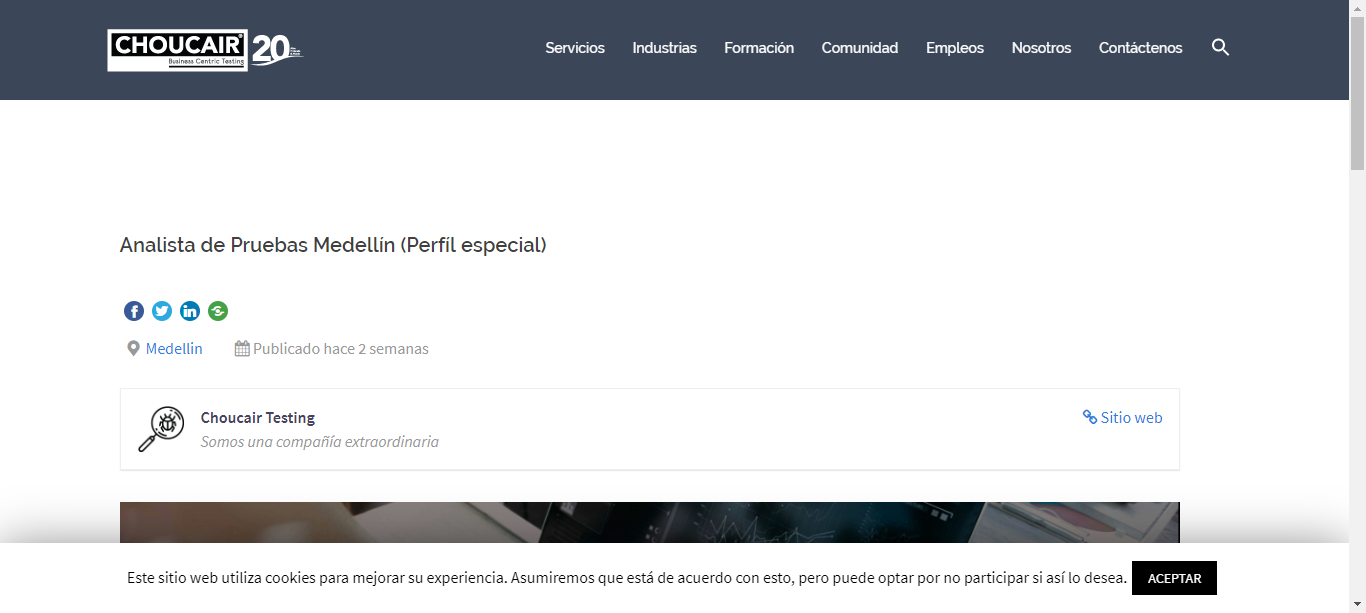 CHOUCAIR
Business Centric Testing
20
Servicios Industrias Formación Comunidad Empleos Nosotros Contáctenos
Analista de Pruebas Medellín (Perfíl especial)
Medellin Publicado hace 2 semanas
Choucair Testing Sitio web
Somos una compañía extraordinaria
Este sitio web utiliza cookies para mejorar su experiencia. Asumiremos que está de acuerdo con esto, pero puede optar por no participar si así lo desea. ACEPTAR